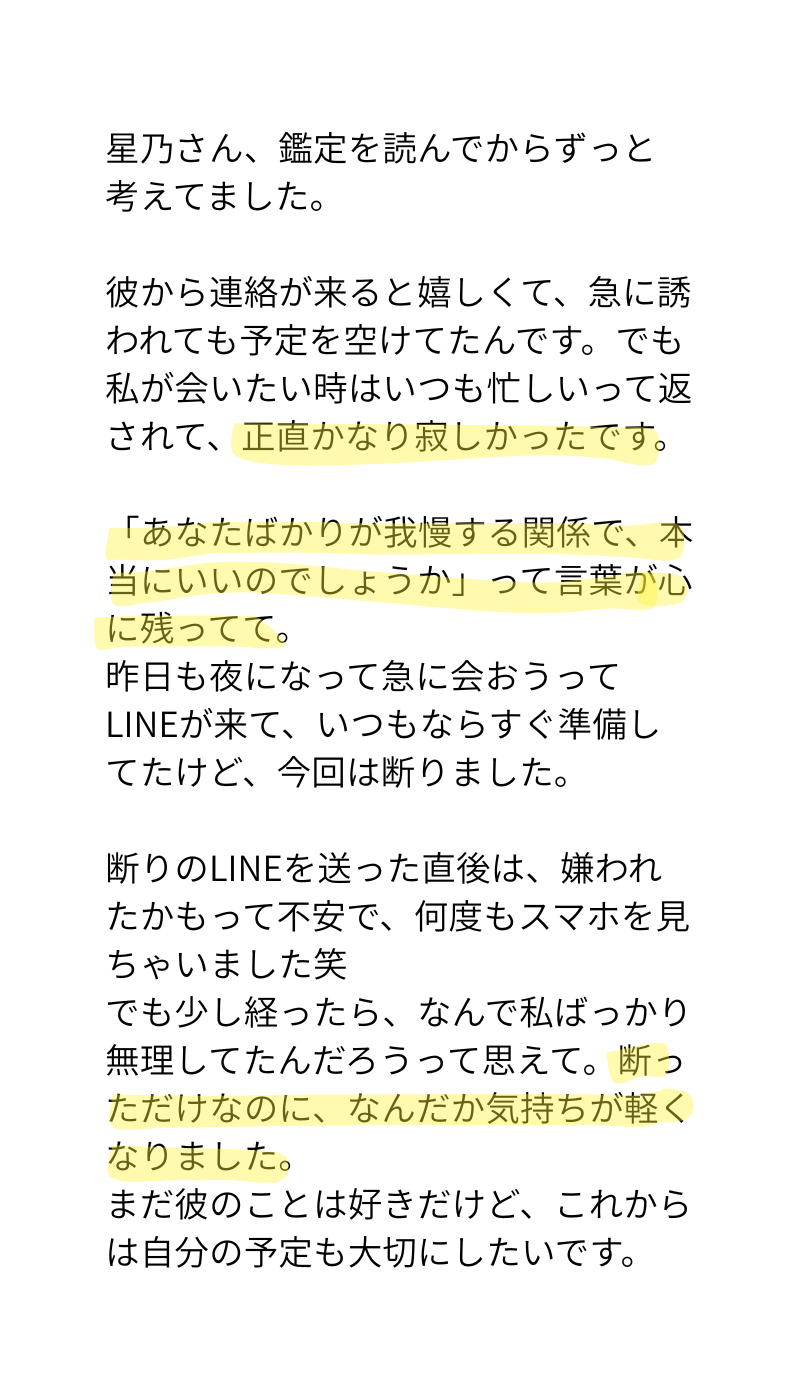 星乃さん、鑑定を読んでからずっと
考えてました。
彼から連絡が来ると嬉しくて、急に誘
われても予定を空けてたんです。でも
私が会いたい時はいつも忙しいって返
されて、正直かなり寂しかったです。
「あなたばかりが我慢する関係で、本
当にいいのでしょうか」って言葉が心
に残ってて。
昨日も夜になって急に会おうって
LINEが来て、いつもならすぐ準備し
てたけど、今回は断りました。
断りのLINEを送った直後は、嫌われ
たかもって不安で、何度もスマホを見
ちゃいました笑
でも少し経ったら、なんで私ばっかり
無理してたんだろうって思えて。断っ
ただけなのに、なんだか気持ちが軽く
なりました。
まだ彼のことは好きだけど、これから
は自分の予定も大切にしたいです。